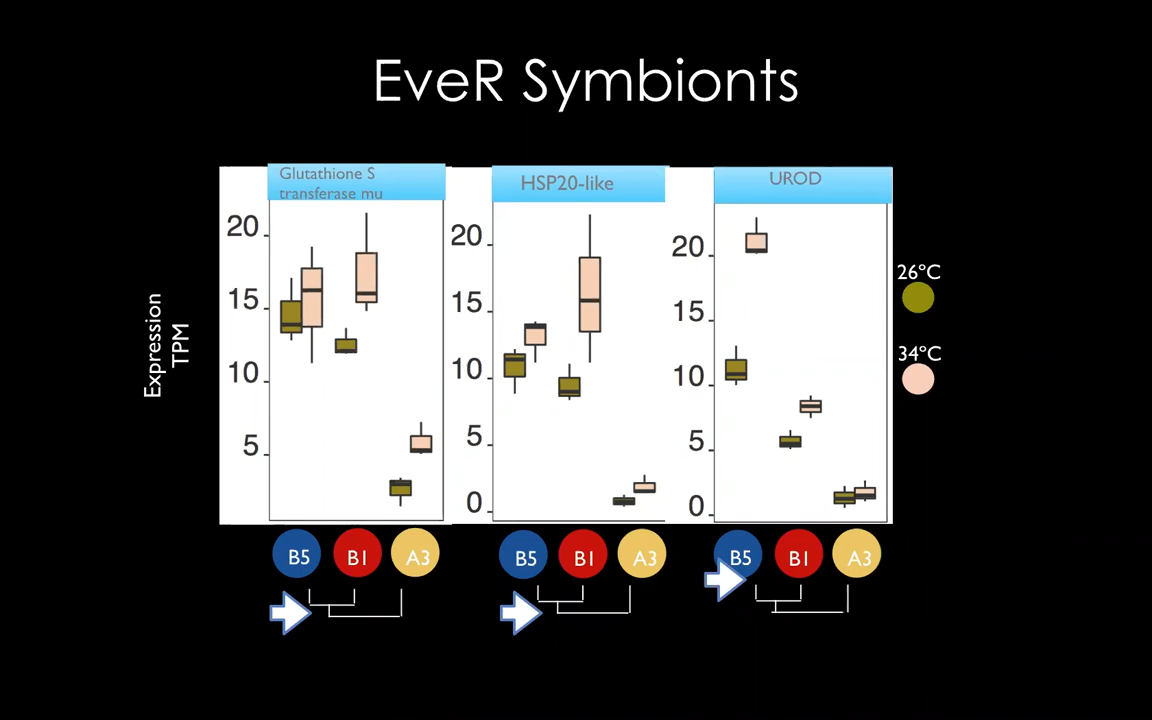 EveR Symbionts
Glutathione S
transferase mu
HSP20-like
UROD
20
15
10
5
20
15
10
5
0
20
15
10
5
0
Expression
TPM
26°C
34°C
B5
B1
A3
B5
B1
A3
B5
B1
A3